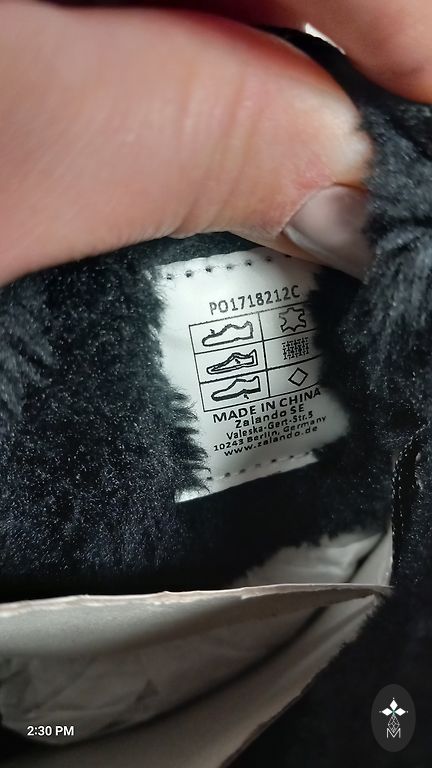 PO1718212C
MADE IN CHINA
Zalando SE
Valeska-Gert-Str.5
10243 Berlin, Germany
www.zalando.de
2:30 PM
M